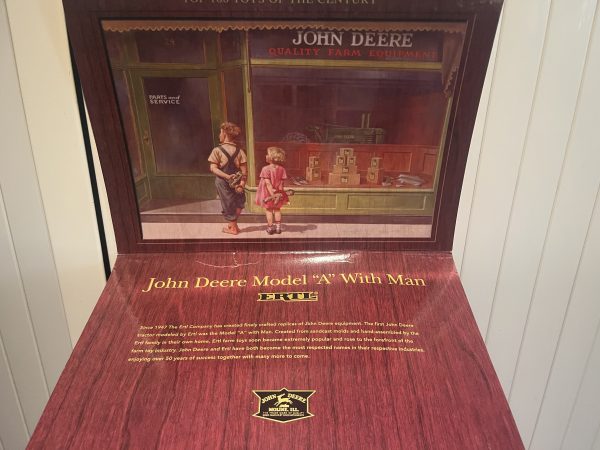 TOP 100 TOYS OF THE CENTURY
24
JOHN DEERE
QUALITY FARM EQUIPMENT
PARTS and
SERVICE
John Deere Model "A" With Man
ERTL
Since 1947 The Ertl Company has created finely crafted replicas of John Deere equipment. The first John Deere
tractor modeled by Ertl was the Model "A" with Man. Created from sandcast molds and hand-assembled by the
Ertl family in their own home, Ertl farm toys soon became extremely popular and rose to the forefront of the
farm toy industry. John Deere and Ertl have both become the most respected names in their respective industries
enjoying over 50 years of success together with many more to come.
JOHN DEERE
MOLINE, ILL.